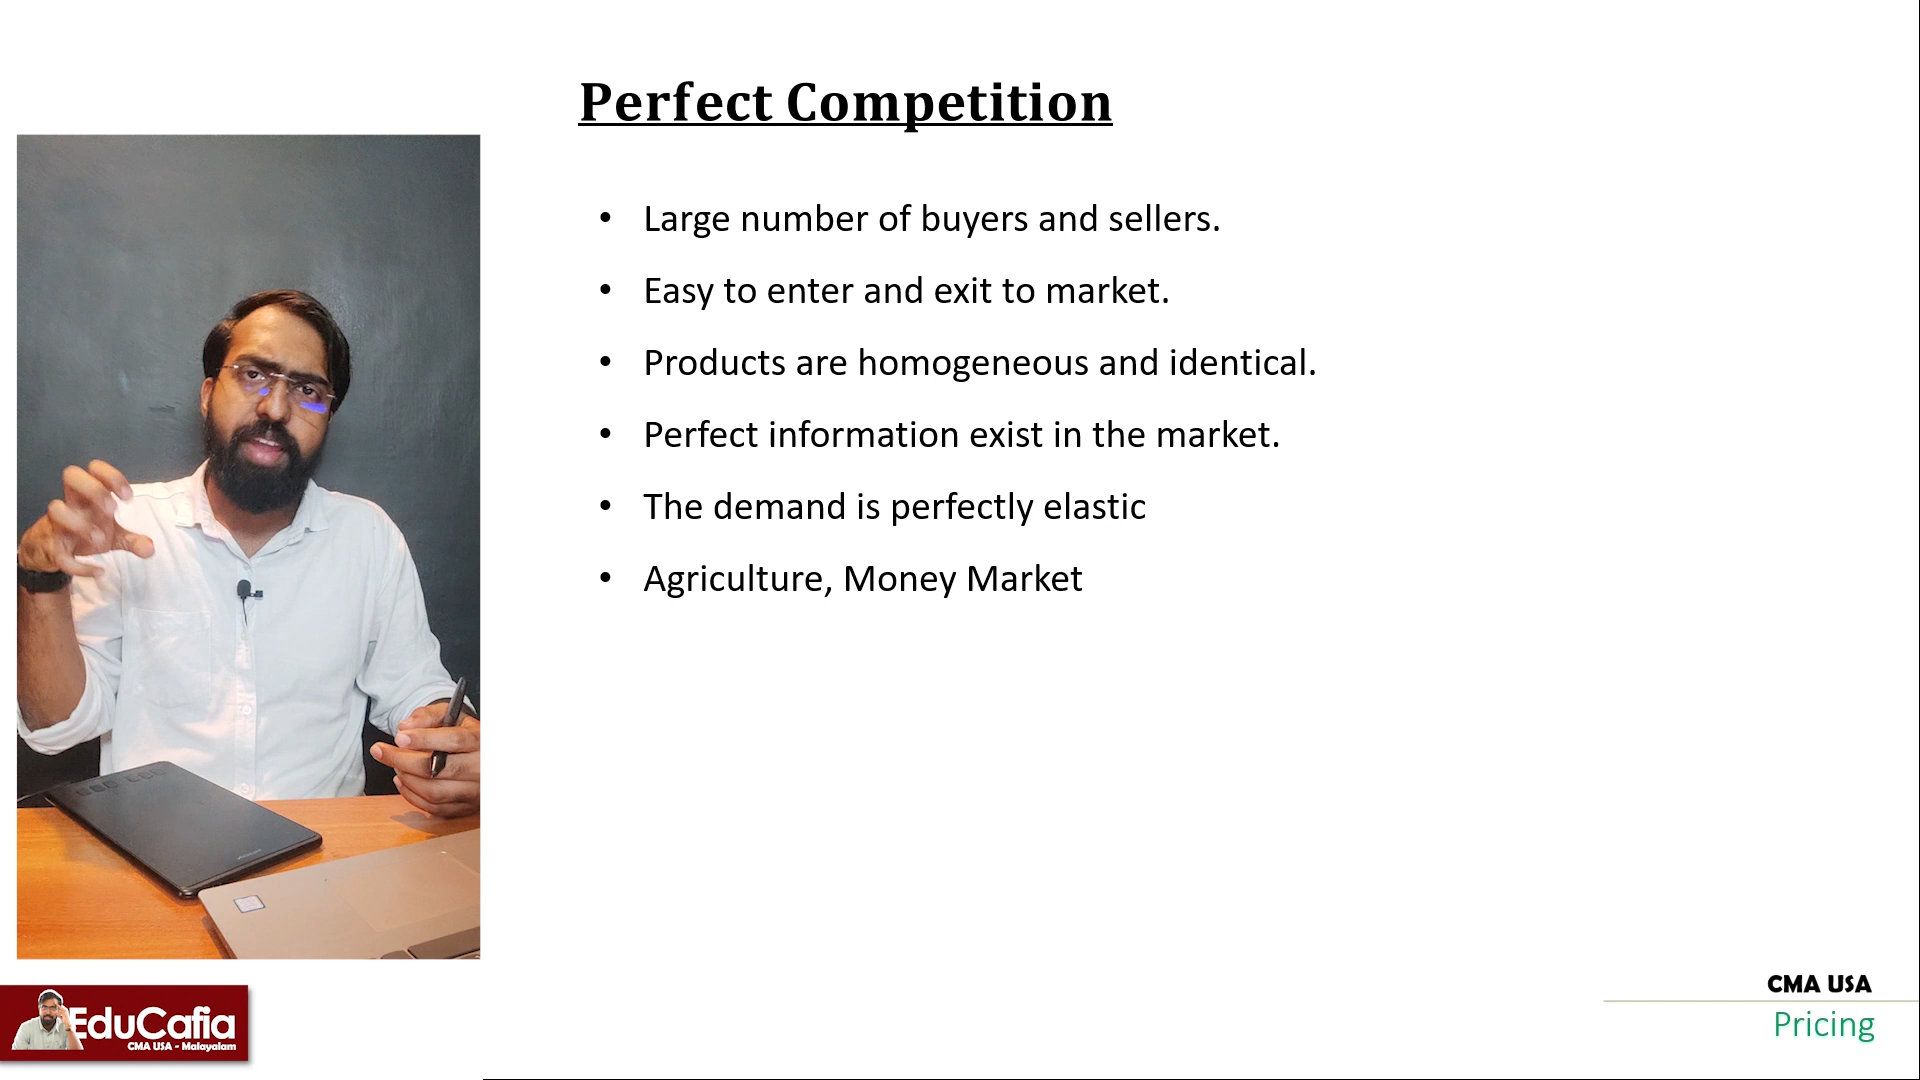 Perfect Competition
• Large number of buyers and sellers.
• Easy to enter and exit to market.
• Products are homogeneous and identical.
• Perfect information exist in the market.
• The demand is perfectly elastic
• Agriculture, Money Market
EduCafia
CMA USA - Malayalam
CMA USA
Pricing